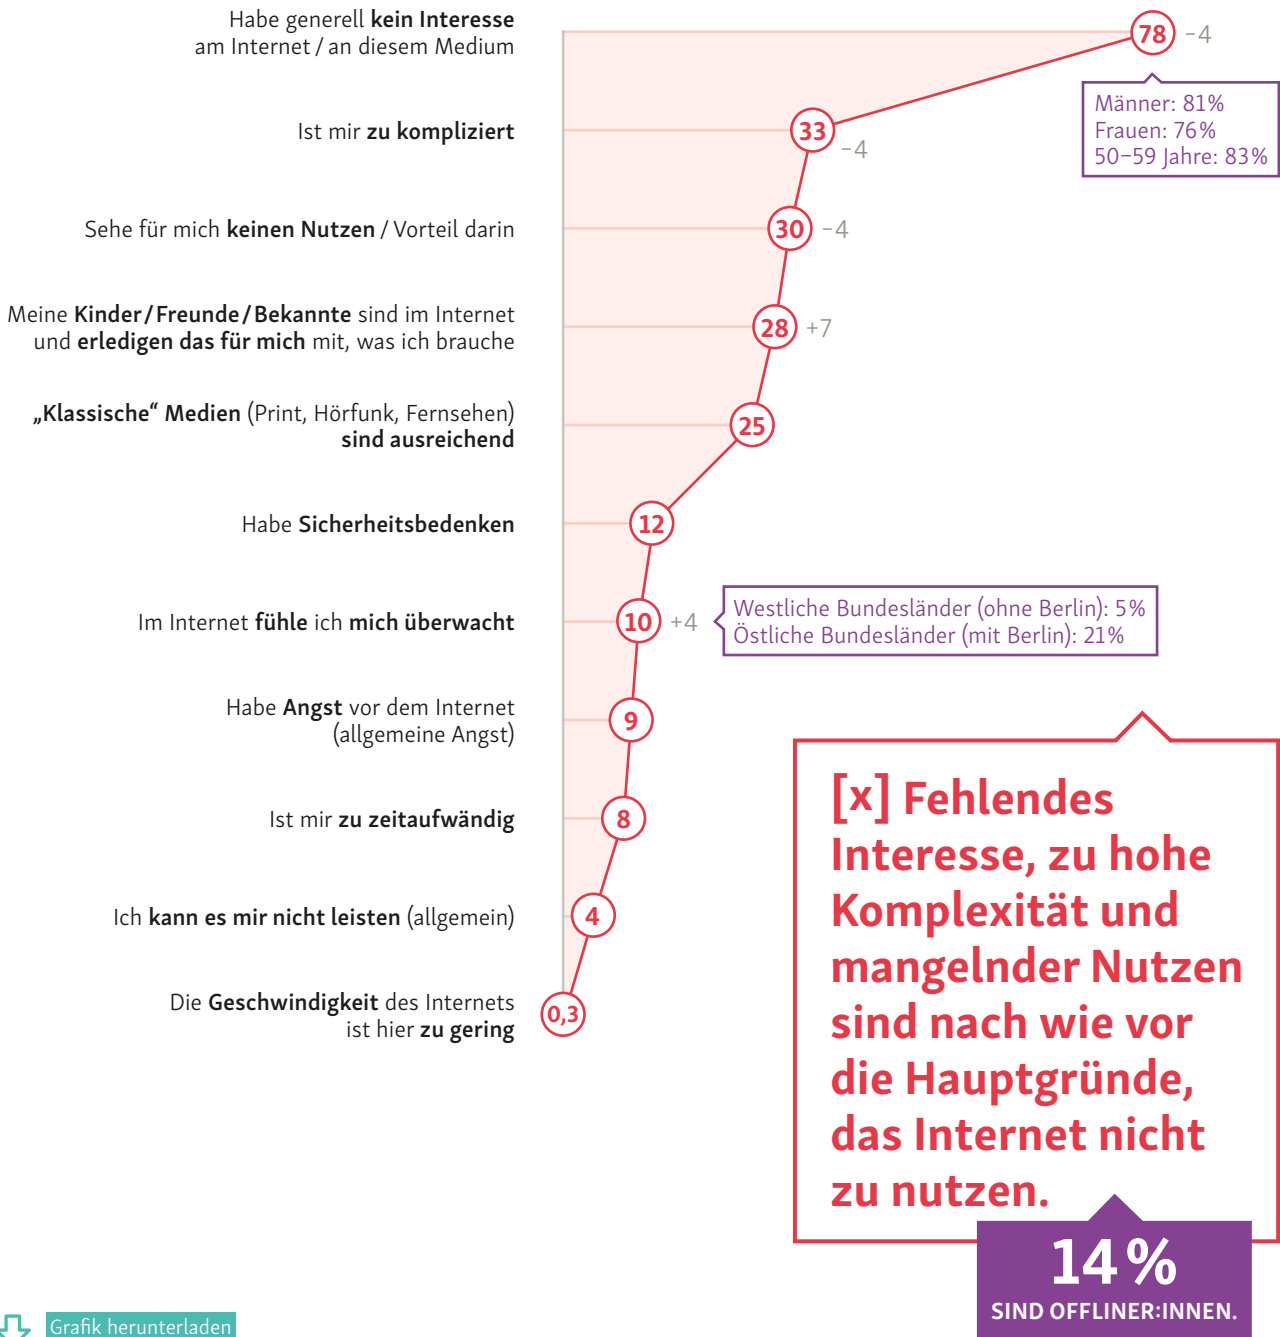 Habe generell kein Interesse
am Internet / an diesem Medium
78 −4
Männer: 81%
Frauen: 76%
50–59 Jahre: 83%
Ist mir zu kompliziert
33 −4
Sehe für mich keinen Nutzen / Vorteil darin
30 −4
Meine Kinder / Freunde / Bekannte sind im Internet
und erledigen das für mich mit, was ich brauche
28 +7
„Klassische“ Medien (Print, Hörfunk, Fernsehen)
sind ausreichend
25
Habe Sicherheitsbedenken
12
Im Internet fühle ich mich überwacht
10 +4
Westliche Bundesländer (ohne Berlin): 5%
Östliche Bundesländer (mit Berlin): 21%
Habe Angst vor dem Internet
(allgemeine Angst)
9
Ist mir zu zeitaufwändig
8
Ich kann es mir nicht leisten (allgemein)
4
Die Geschwindigkeit des Internets
ist hier zu gering
0,3
[x] Fehlendes
Interesse, zu hohe
Komplexität und
mangelnder Nutzen
sind nach wie vor
die Hauptgründe,
das Internet nicht
zu nutzen.
14 %
SIND OFFLINER:INNEN.
Grafik herunterladen